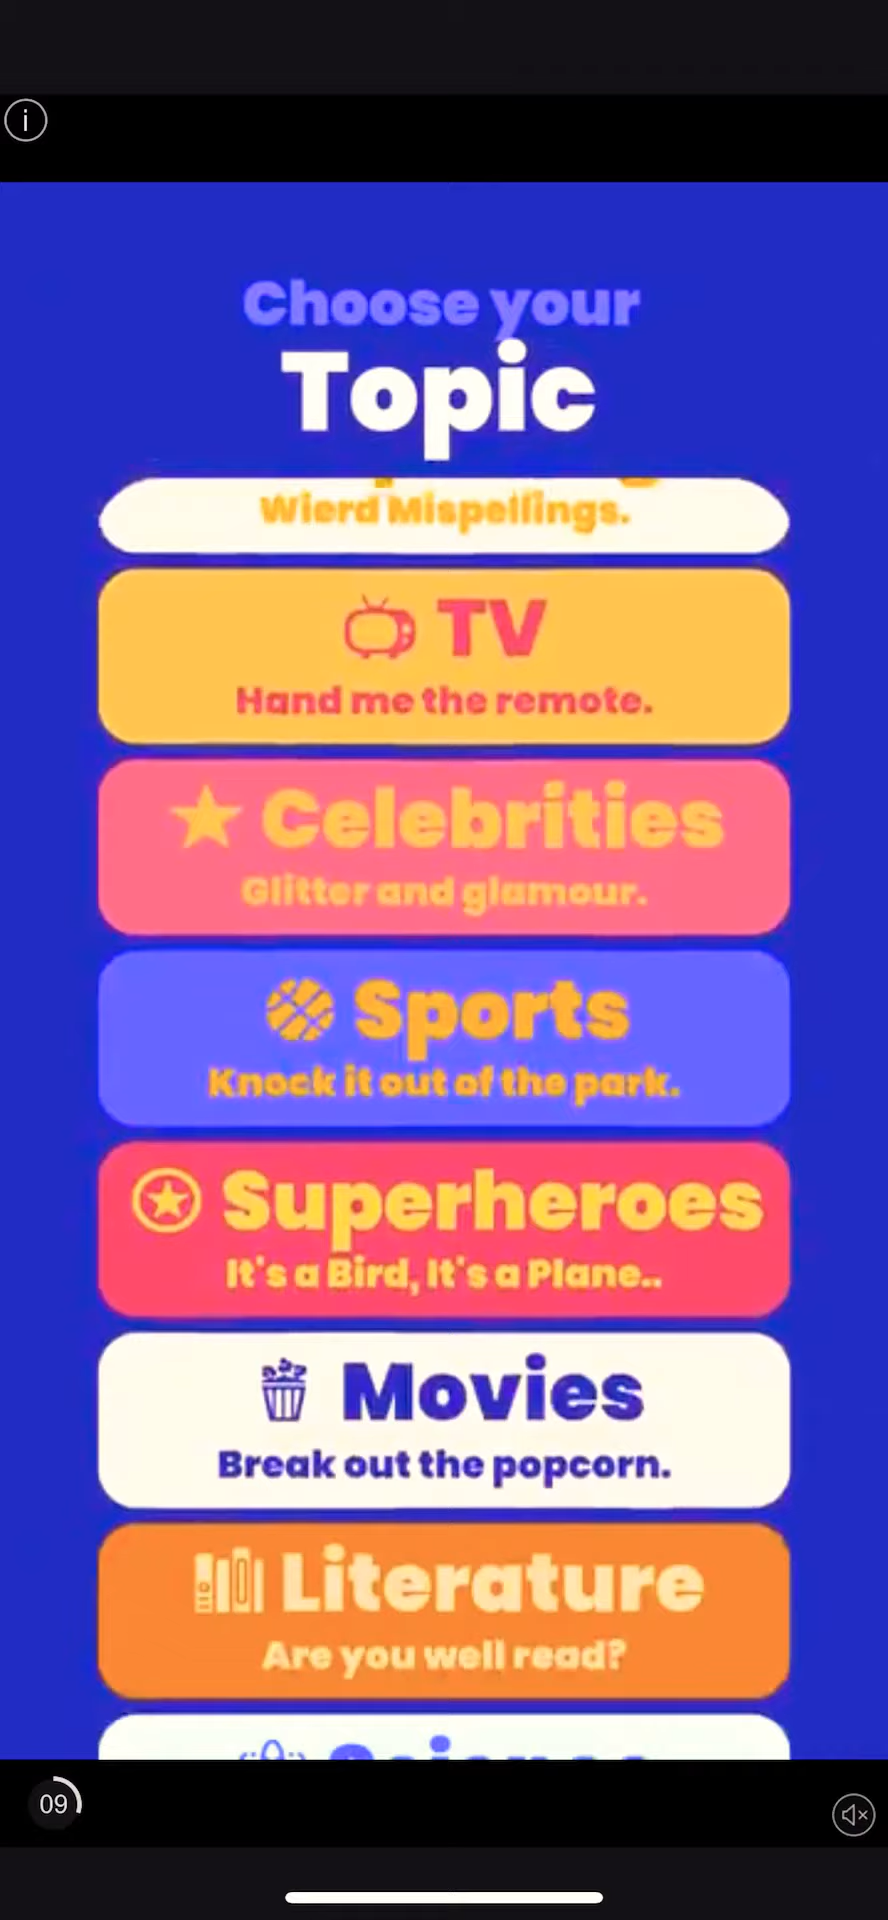 Choose your
Topic
Wierd Mispellings.
TV
Hand me the remote.
Celebrities
Glitter and glamour.
Sports
Knock it out of the park.
Superheroes
It's a Bird, It's a Plane..
Movies
Break out the popcorn.
Literature
Are you well read?
09